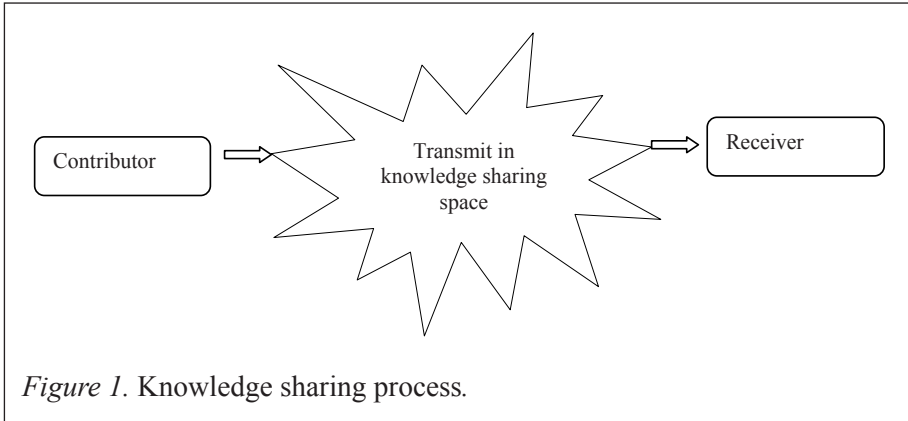 Contributor
Transmit in
knowledge sharing
space
Receiver
Figure 1. Knowledge sharing process.